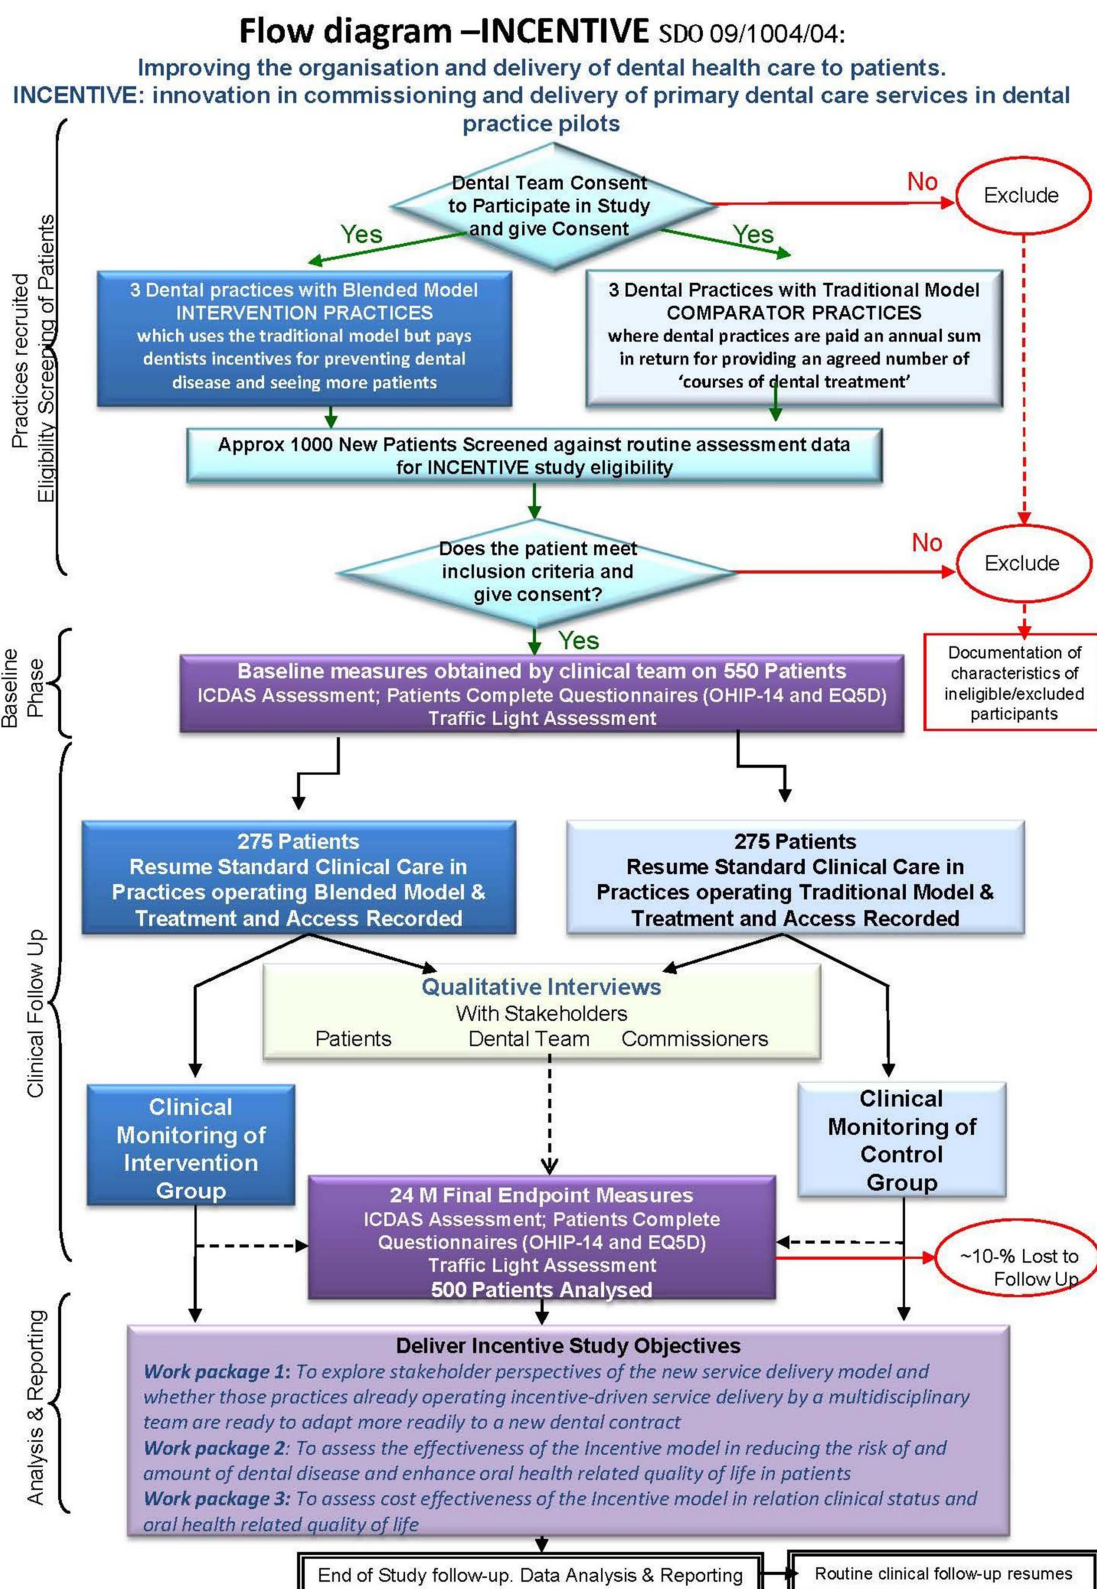 Flow diagram –INCENTIVE SDO 09/1004/04:
Improving the organisation and delivery of dental health care to patients.
INCENTIVE: innovation in commissioning and delivery of primary dental care services in dental
practice pilots
Practices recruited
Eligibility Screening of Patients
Dental Team Consent
to Participate in Study
and give Consent
No
Exclude
Yes
Yes
3 Dental practices with Blended Model
INTERVENTION PRACTICES
which uses the traditional model but pays
dentists incentives for preventing dental
disease and seeing more patients
3 Dental Practices with Traditional Model
COMPARATOR PRACTICES
where dental practices are paid an annual sum
in return for providing an agreed number of
‘courses of dental treatment’
Approx 1000 New Patients Screened against routine assessment data
for INCENTIVE study eligibility
Does the patient meet
inclusion criteria and
give consent?
No
Exclude
Yes
Documentation of
characteristics of
ineligible/excluded
participants
Baseline
Phase
Baseline measures obtained by clinical team on 550 Patients
ICDAS Assessment; Patients Complete Questionnaires (OHIP-14 and EQ5D)
Traffic Light Assessment
Clinical Follow Up
275 Patients
Resume Standard Clinical Care in
Practices operating Blended Model &
Treatment and Access Recorded
275 Patients
Resume Standard Clinical Care in
Practices operating Traditional Model &
Treatment and Access Recorded
Qualitative Interviews
With Stakeholders
Patients Dental Team Commissioners
Clinical
Monitoring of
Intervention
Group
Clinical
Monitoring of
Control
Group
24 M Final Endpoint Measures
ICDAS Assessment; Patients Complete
Questionnaires (OHIP-14 and EQ5D)
Traffic Light Assessment
500 Patients Analysed
~10-% Lost to
Follow Up
Analysis & Reporting
Deliver Incentive Study Objectives
Work package 1: To explore stakeholder perspectives of the new service delivery model and
whether those practices already operating incentive-driven service delivery by a multidisciplinary
team are ready to adapt more readily to a new dental contract
Work package 2: To assess the effectiveness of the Incentive model in reducing the risk of and
amount of dental disease and enhance oral health related quality of life in patients
Work package 3: To assess cost effectiveness of the Incentive model in relation clinical status and
oral health related quality of life
End of Study follow-up. Data Analysis & Reporting
Routine clinical follow-up resumes